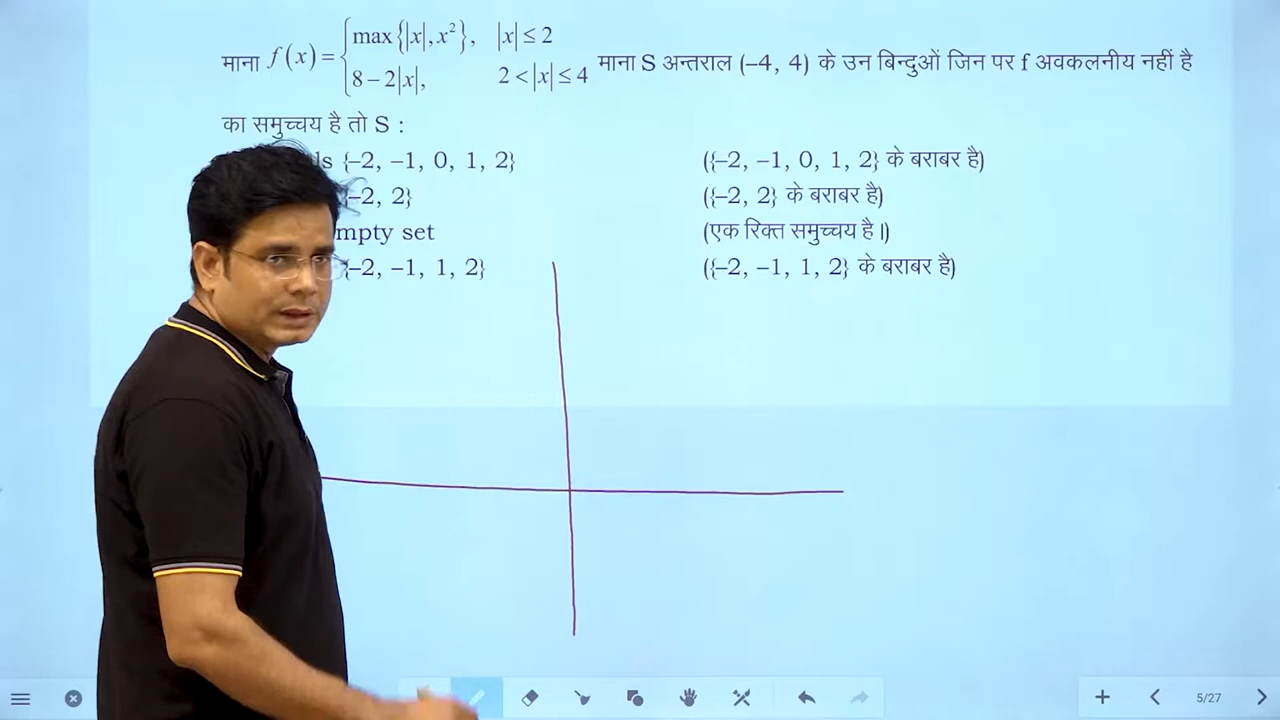 माना f(x) = { max{|x|, x²}, |x| ≤ 2
8 − 2|x|, 2 < |x| ≤ 4 माना S अन्तराल (–4, 4) के उन बिन्दुओं जिन पर f अवकलनीय नहीं है
का समुच्चय है तो S :
ls {–2, –1, 0, 1, 2} ({–2, –1, 0, 1, 2} के बराबर है)
{–2, 2} ({–2, 2} के बराबर है)
mpty set (एक रिक्त समुच्चय है।)
{–2, –1, 1, 2} ({–2, –1, 1, 2} के बराबर है)
5/27